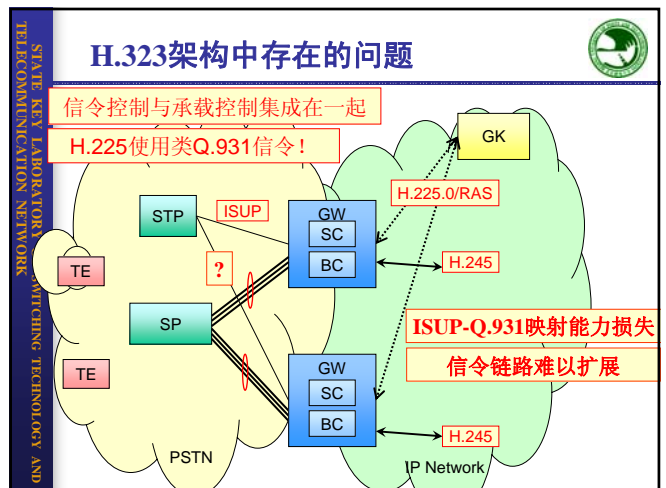 H.323架构中存在的问题
信令控制与承载控制集成在一起
H.225使用类Q.931信令！
GK
H.225.0/RAS
STP
ISUP
GW
SC
BC
H.245
TE
?
SP
ISUP-Q.931映射能力损失
信令链路难以扩展
TE
GW
SC
BC
H.245
PSTN
IP Network
STATE KEY LABORATORY
SWITCHING TECHNOLOGY AND
TELECOMMUNICATION NETWORK